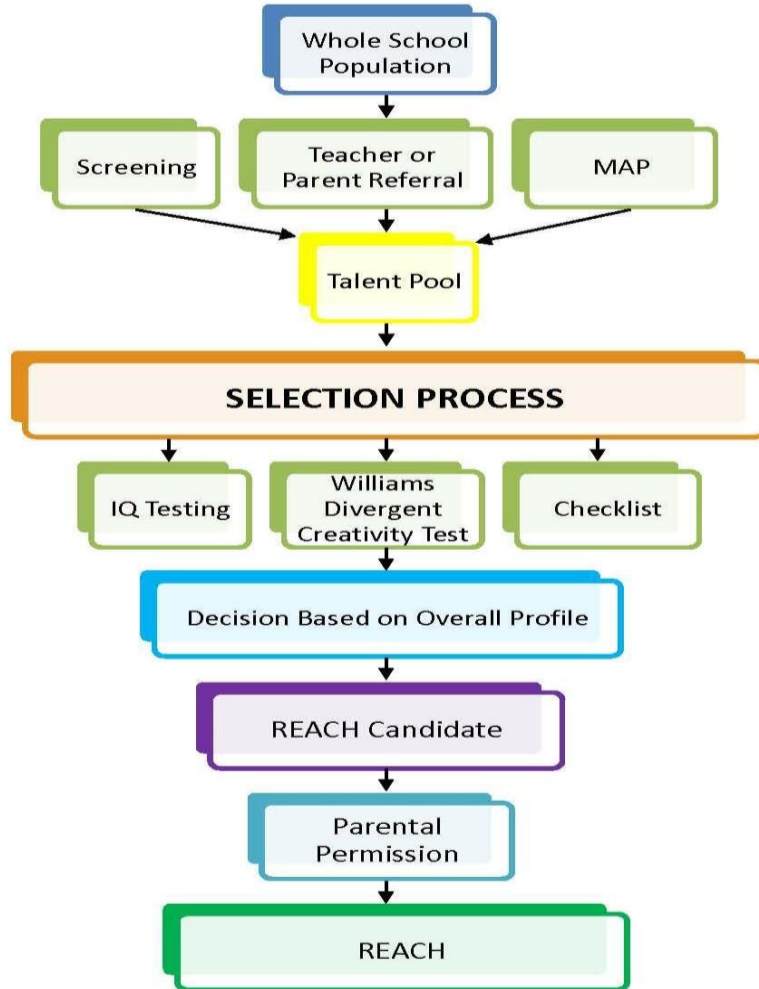 Whole School
Population
Screening
Teacher or
Parent Referral
MAP
Talent Pool
SELECTION PROCESS
IQ Testing
Williams
Divergent
Creativity Test
Checklist
Decision Based on Overall Profile
REACH Candidate
Parental
Permission
REACH